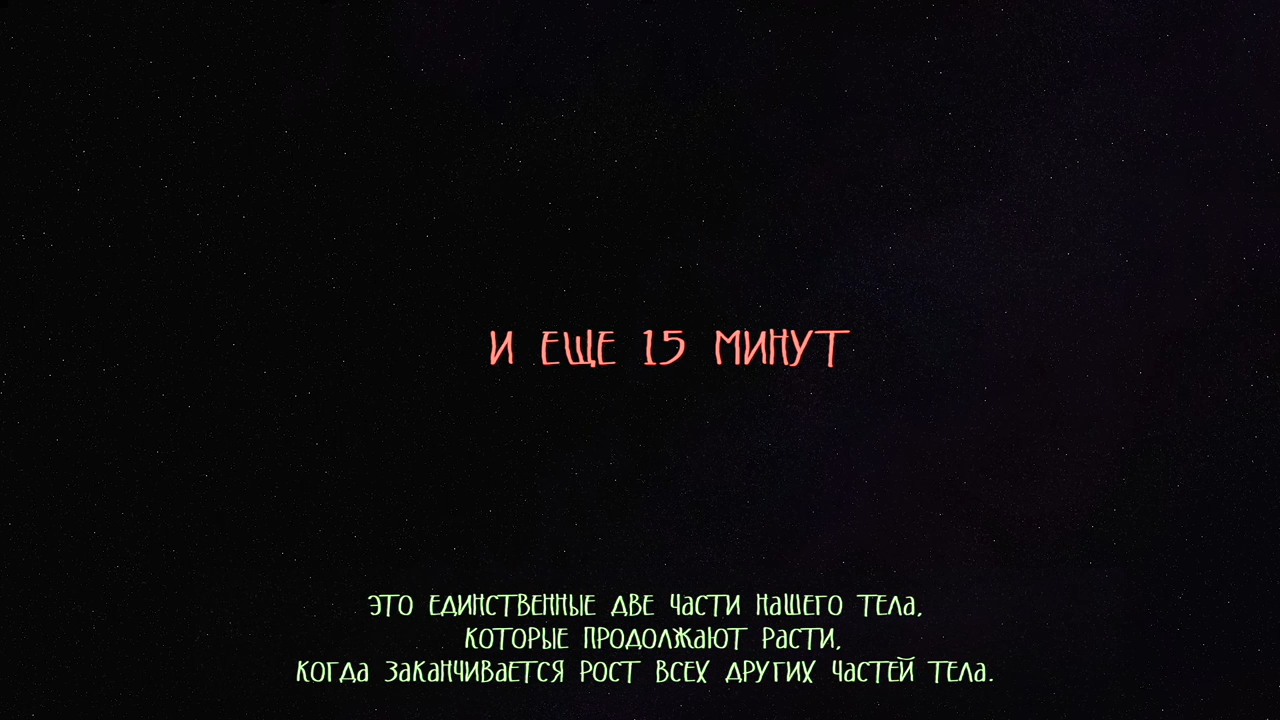 И ЕЩЕ 15 МИНУТ
ЭТО ЕДИНСТВЕННЫЕ ДВЕ ЧАСТИ НАШЕГО ТЕЛА,
КОТОРЫЕ ПРОДОЛЖАЮТ РАСТИ,
КОГДА ЗАКАНЧИВАЕТСЯ РОСТ ВСЕХ ДРУГИХ ЧАСТЕЙ ТЕЛА.